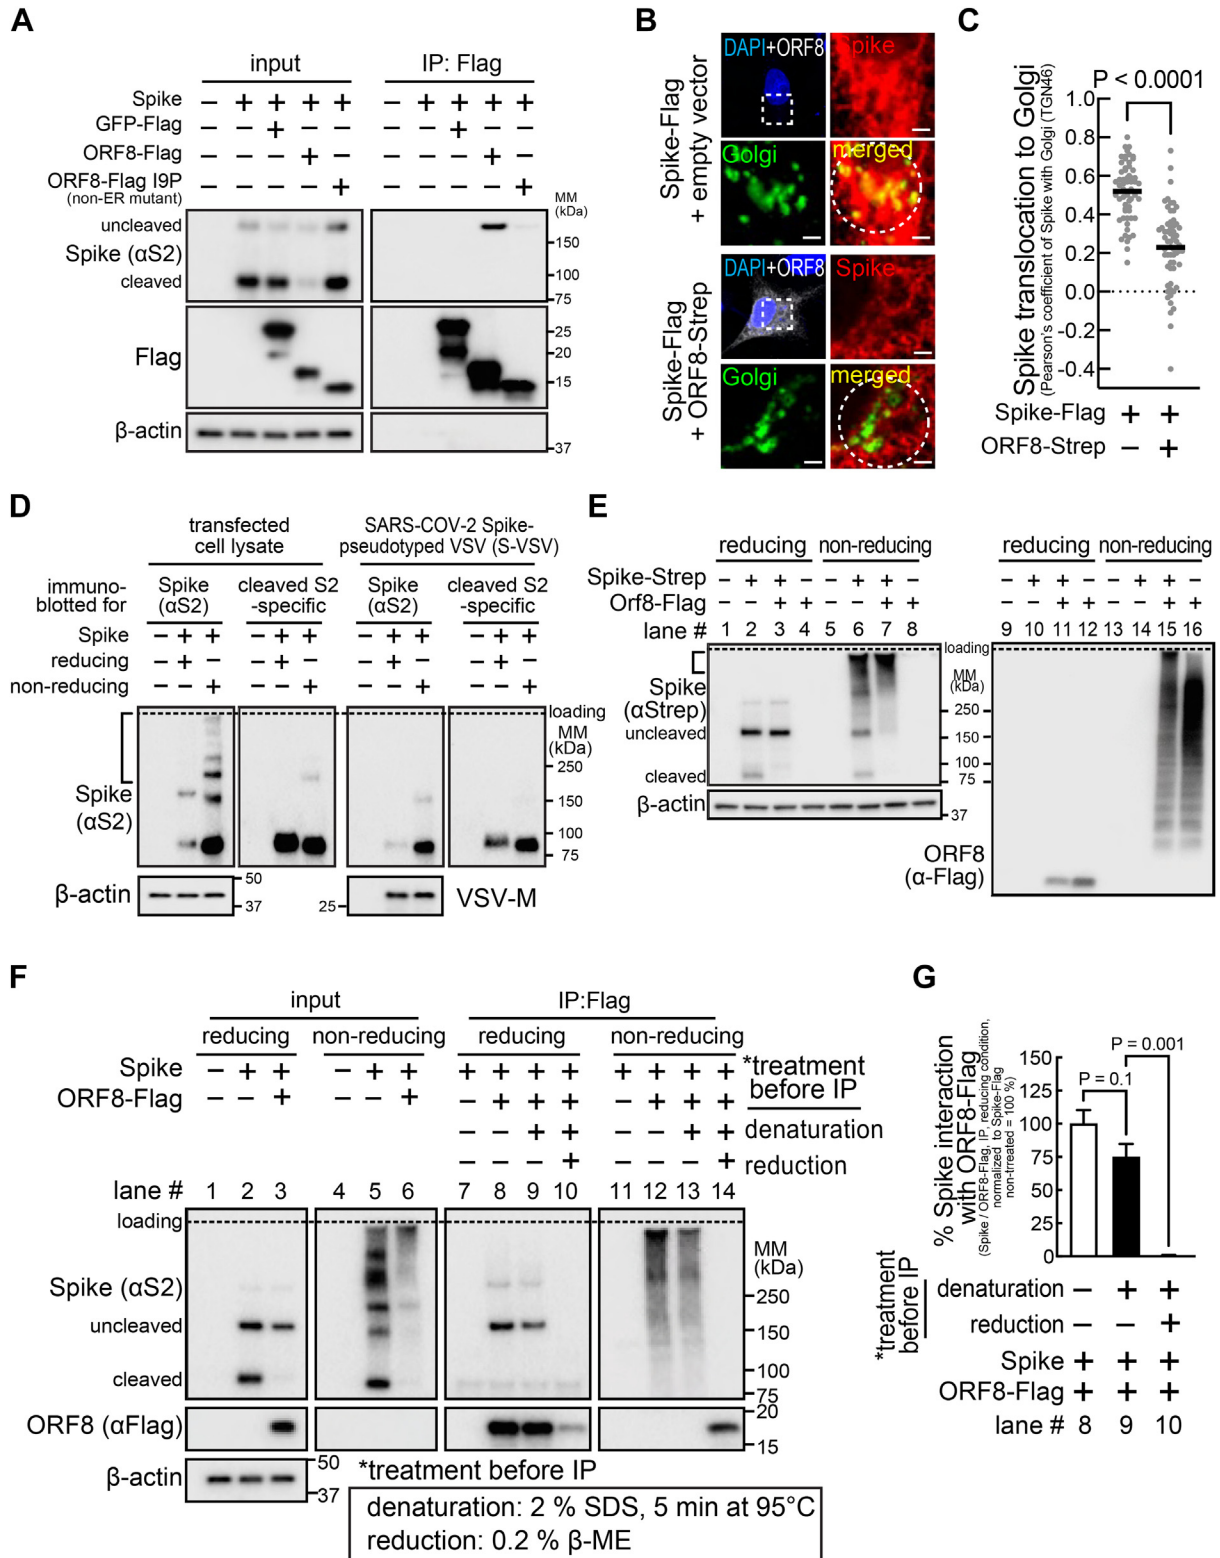 A
input
IP: Flag
Spike − + + + + − + + + +
GFP-Flag − − + − − − − + − −
ORF8-Flag − − − + − − − − + −
ORF8-Flag I9P − − − − + − − − − +
(non-ER mutant)
MM
(kDa)
uncleaved
Spike (αS2)
cleaved
150
100
75
Flag
25
20
15
β-actin
37
B
Spike-Flag
+ empty vector
DAPI+ORF8
Spike
Golgi
merged
Spike-Flag
+ ORF8-Strep
DAPI+ORF8
Spike
Golgi
merged
C
P < 0.0001
Spike translocation to Golgi
(Pearson's coefficient of Spike with Golgi (TGN46)
1.0
0.8
0.6
0.4
0.2
0.0
-0.2
-0.4
Spike-Flag + +
ORF8-Strep − +
D
transfected
cell lysate
SARS-COV-2 Spike-
pseudotyped VSV (S-VSV)
immuno-
blotted for
Spike
(αS2)
cleaved S2
-specific
Spike
(αS2)
cleaved S2
-specific
Spike − + + − + + − + + − + +
reducing − + − − + − − + − − + −
non-reducing − − + − − + − − + − − +
loading
MM
(kDa)
250
150
100
75
Spike
(αS2)
β-actin
50
37
25
VSV-M
E
reducing
non-reducing
reducing
non-reducing
Spike-Strep − + + − − + + − − + + − − + + −
Orf8-Flag − − + + − − + + − − + + − − + +
lane # 1 2 3 4 5 6 7 8 9 10 11 12 13 14 15 16
loading
MM
(kDa)
Spike
(αStrep)
uncleaved
cleaved
250
150
100
75
β-actin
37
ORF8
(α-Flag)
F
input
IP:Flag
reducing
non-reducing
reducing
non-reducing
Spike − + + − + + + + + + + + + +
ORF8-Flag − − + − − + − + + + − + + +
*treatment
before IP
− − + + − − + + denaturation
− − − + − − − + reduction
lane # 1 2 3 4 5 6 7 8 9 10 11 12 13 14
loading
MM
(kDa)
Spike (αS2)
uncleaved
cleaved
250
150
100
75
ORF8 (αFlag)
20
15
β-actin
50
37
*treatment before IP
denaturation: 2 % SDS, 5 min at 95°C
reduction: 0.2 % β-ME
G
% Spike interaction
with ORF8-Flag
(Spike / ORF8-Flag, IP, reducing condition,
normalized to Spike-Flag
non-trreated = 100 %)
P = 0.001
P = 0.1
150
125
100
75
50
25
0
*treatment
before IP
denaturation − + +
reduction − − +
Spike + + +
ORF8-Flag + + +
lane # 8 9 10